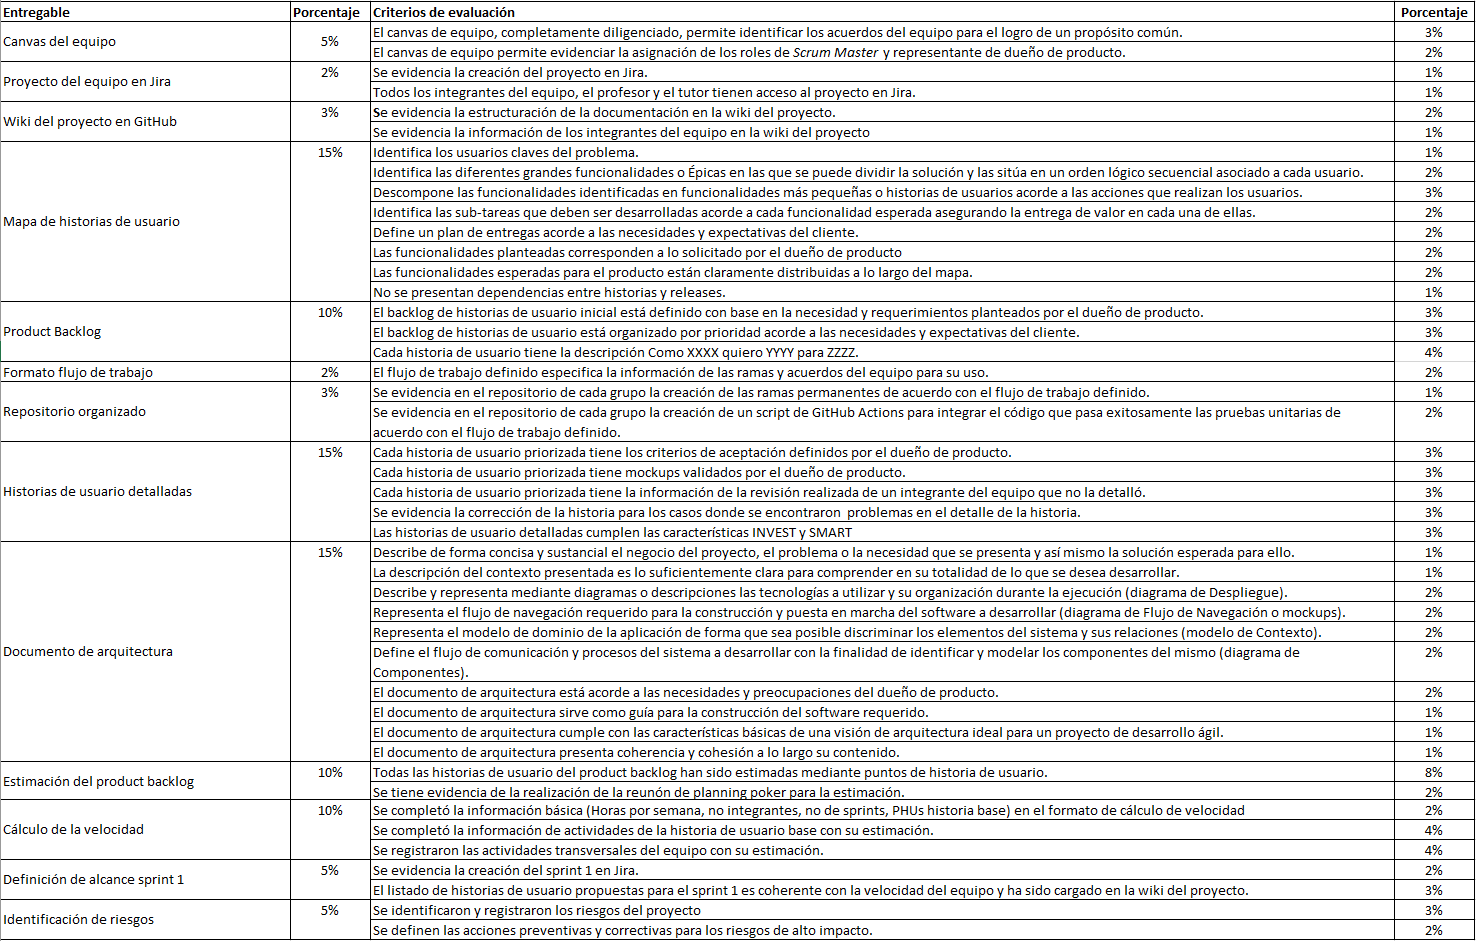 Entregable Porcentaje Criterios de evaluación Porcentaje
Canvas del equipo 5% El canvas de equipo, completamente diligenciado, permite identificar los acuerdos del equipo para el logro de un propósito común. 3%
El canvas de equipo permite evidenciar la asignación de los roles de Scrum Master y representante de dueño de producto. 2%
Proyecto del equipo en Jira 2% Se evidencia la creación del proyecto en Jira. 1%
Todos los integrantes del equipo, el profesor y el tutor tienen acceso al proyecto en Jira. 1%
Wiki del proyecto en GitHub 3% Se evidencia la estructuración de la documentación en la wiki del proyecto. 2%
Se evidencia la información de los integrantes del equipo en la wiki del proyecto 1%
Mapa de historias de usuario 15% Identifica los usuarios claves del problema. 1%
Identifica las diferentes grandes funcionalidades o Épicas en las que se puede dividir la solución y las sitúa en un orden lógico secuencial asociado a cada usuario. 2%
Descompone las funcionalidades identificadas en funcionalidades más pequeñas o historias de usuarios acorde a las acciones que realizan los usuarios. 3%
Identifica las sub-tareas que deben ser desarrolladas acorde a cada funcionalidad esperada asegurando la entrega de valor en cada una de ellas. 2%
Define un plan de entregas acorde a las necesidades y expectativas del cliente. 2%
Las funcionalidades planteadas corresponden a lo solicitado por el dueño de producto 2%
Las funcionalidades esperadas para el producto están claramente distribuidas a lo largo del mapa. 2%
No se presentan dependencias entre historias y releases. 1%
Product Backlog 10% El backlog de historias de usuario inicial está definido con base en la necesidad y requerimientos planteados por el dueño de producto. 3%
El backlog de historias de usuario está organizado por prioridad acorde a las necesidades y expectativas del cliente. 3%
Cada historia de usuario tiene la descripción Como XXXX quiero YYYY para ZZZZ. 4%
Formato flujo de trabajo 2% El flujo de trabajo definido especifica la información de las ramas y acuerdos del equipo para su uso. 2%
Repositorio organizado 3% Se evidencia en el repositorio de cada grupo la creación de las ramas permanentes de acuerdo con el flujo de trabajo definido. 1%
Se evidencia en el repositorio de cada grupo la creación de un script de GitHub Actions para integrar el código que pasa exitosamente las pruebas unitarias de 2%
acuerdo con el flujo de trabajo definido.
Historias de usuario detalladas 15% Cada historia de usuario priorizada tiene los criterios de aceptación definidos por el dueño de producto. 3%
Cada historia de usuario priorizada tiene mockups validados por el dueño de producto. 3%
Cada historia de usuario priorizada tiene la información de la revisión realizada de un integrante del equipo que no la detalló. 3%
Se evidencia la corrección de la historia para los casos donde se encontraron problemas en el detalle de la historia. 3%
Las historias de usuario detalladas cumplen las características INVEST y SMART 3%
Documento de arquitectura 15% Describe de forma concisa y sustancial el negocio del proyecto, el problema o la necesidad que se presenta y así mismo la solución esperada para ello. 1%
La descripción del contexto presentada es lo suficientemente clara para comprender en su totalidad de lo que se desea desarrollar. 1%
Describe y representa mediante diagramas o descripciones las tecnologías a utilizar y su organización durante la ejecución (diagrama de Despliegue). 2%
Representa el flujo de navegación requerido para la construcción y puesta en marcha del software a desarrollar (diagrama de Flujo de Navegación o mockups). 2%
Representa el modelo de dominio de la aplicación de forma que sea posible discriminar los elementos del sistema y sus relaciones (modelo de Contexto). 2%
Define el flujo de comunicación y procesos del sistema a desarrollar con la finalidad de identificar y modelar los componentes del mismo (diagrama de 2%
Componentes).
El documento de arquitectura está acorde a las necesidades y preocupaciones del dueño de producto. 2%
El documento de arquitectura sirve como guía para la construcción del software requerido. 1%
El documento de arquitectura cumple con las características básicas de una visión de arquitectura ideal para un proyecto de desarrollo ágil. 1%
El documento de arquitectura presenta coherencia y cohesión a lo largo su contenido. 1%
Estimación del product backlog 10% Todas las historias de usuario del product backlog han sido estimadas mediante puntos de historia de usuario. 8%
Se tiene evidencia de la realización de la reunón de planning poker para la estimación. 2%
Cálculo de la velocidad 10% Se completó la información básica (Horas por semana, no integrantes, no de sprints, PHUs historia base) en el formato de cálculo de velocidad 2%
Se completó la información de actividades de la historia de usuario base con su estimación. 4%
Se registraron las actividades transversales del equipo con su estimación. 4%
Definición de alcance sprint 1 5% Se evidencia la creación del sprint 1 en Jira. 2%
El listado de historias de usuario propuestas para el sprint 1 es coherente con la velocidad del equipo y ha sido cargado en la wiki del proyecto. 3%
Identificación de riesgos 5% Se identificaron y registraron los riesgos del proyecto 3%
Se definen las acciones preventivas y correctivas para los riesgos de alto impacto. 2%